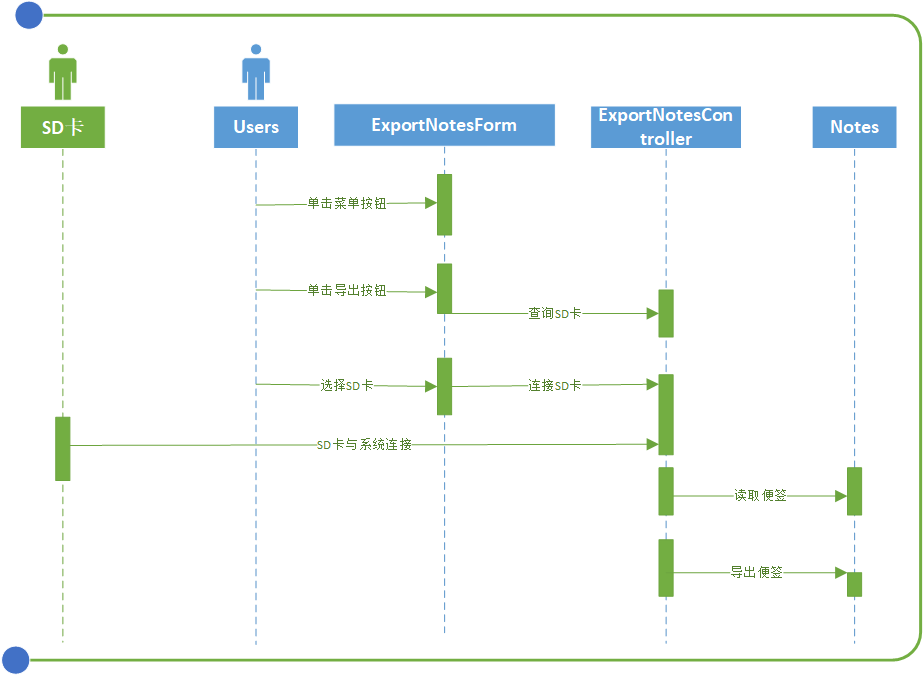 SD卡
Users
ExportNotesForm
ExportNotesCon
troller
Notes
单击菜单按钮
单击导出按钮
查询SD卡
选择SD卡
连接SD卡
SD卡与系统连接
读取便签
导出便签